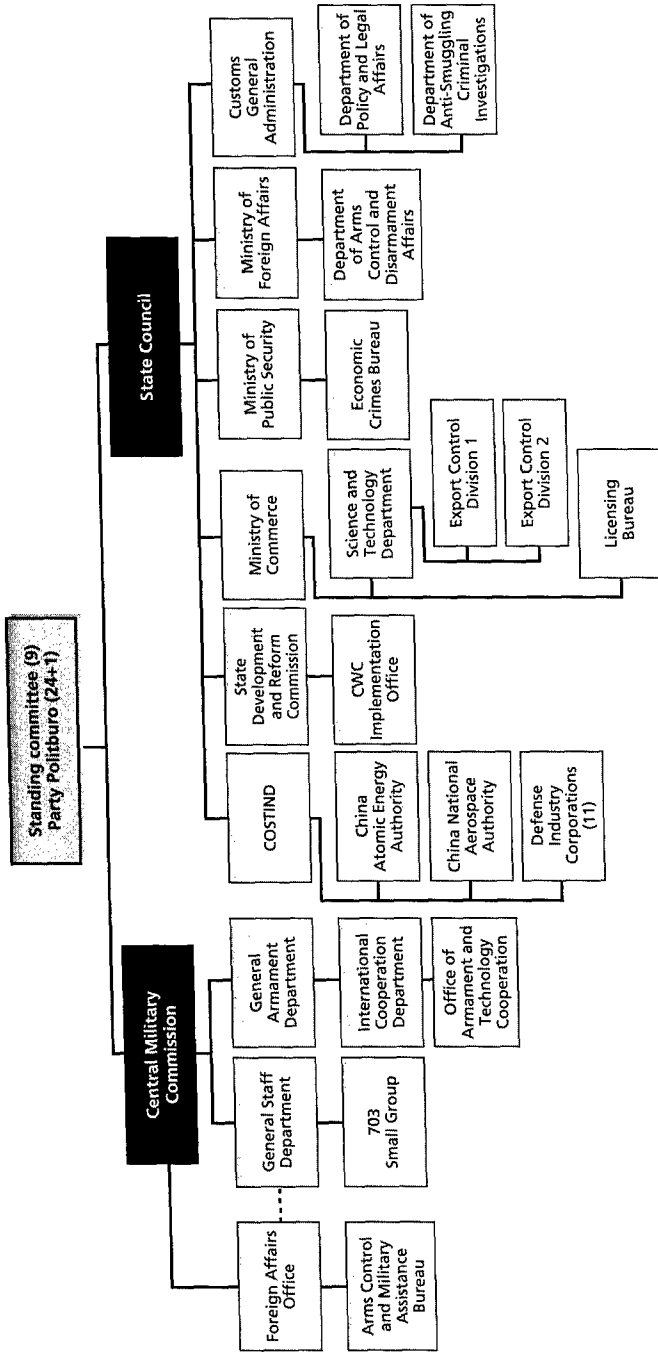 Standing committee (9)
Party Politburo (24+1)
Central Military
Commission
State Council
Foreign Affairs
Office
General Staff
Department
General
Armament
Department
COSTIND
State
Development
and Reform
Commission
Ministry of
Commerce
Ministry of
Public Security
Ministry of
Foreign Affairs
Customs
General
Administration
Arms Control
and Military
Assistance
Bureau
703
Small Group
International
Cooperation
Department
Office of
Armament and
Technology
Cooperation
China
Atomic Energy
Authority
China National
Aerospace
Authority
Defense
Industry
Corporations
(11)
CWC
Implementation
Office
Science and
Technology
Department
Export Control
Division 1
Export Control
Division 2
Licensing
Bureau
Economic
Crimes Bureau
Department
of Arms
Control and
Disarmament
Affairs
Department of
Policy and Legal
Affairs
Department of
Anti-Smuggling
Criminal
Investigations